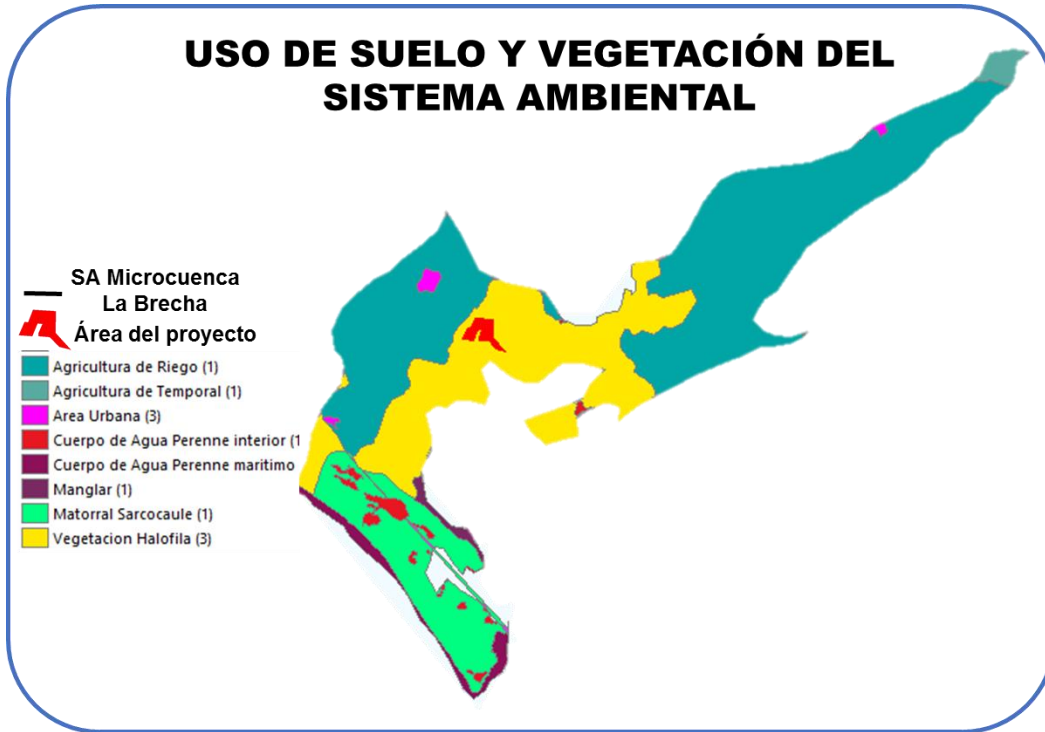 USO DE SUELO Y VEGETACIÓN DEL
SISTEMA AMBIENTAL
SA Microcuenca
La Brecha
Área del proyecto
Agricultura de Riego (1)
Agricultura de Temporal (1)
Area Urbana (3)
Cuerpo de Agua Perenne interior (1
Cuerpo de Agua Perenne maritimo
Manglar (1)
Matorral Sarcocaule (1)
Vegetacion Halofila (3)